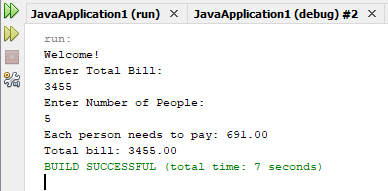 JavaApplication1 (run) × JavaApplication1 (debug) #2 ×
run:
Welcome!
Enter Total Bill:
3455
Enter Number of People:
5
Each person needs to pay: 691.00
Total bill: 3455.00
BUILD SUCCESSFUL (total time: 7 seconds)